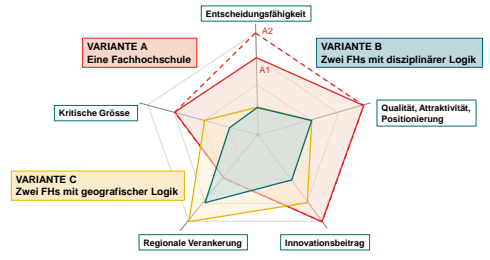 Entscheidungsfähigkeit
A2
VARIANTE A
Eine Fachhochschule
VARIANTE B
Zwei FHs mit disziplinärer Logik
A1
Kritische Grösse
Qualität, Attraktivität,
Positionierung
VARIANTE C
Zwei FHs mit geografischer Logik
Regionale Verankerung
Innovationsbeitrag